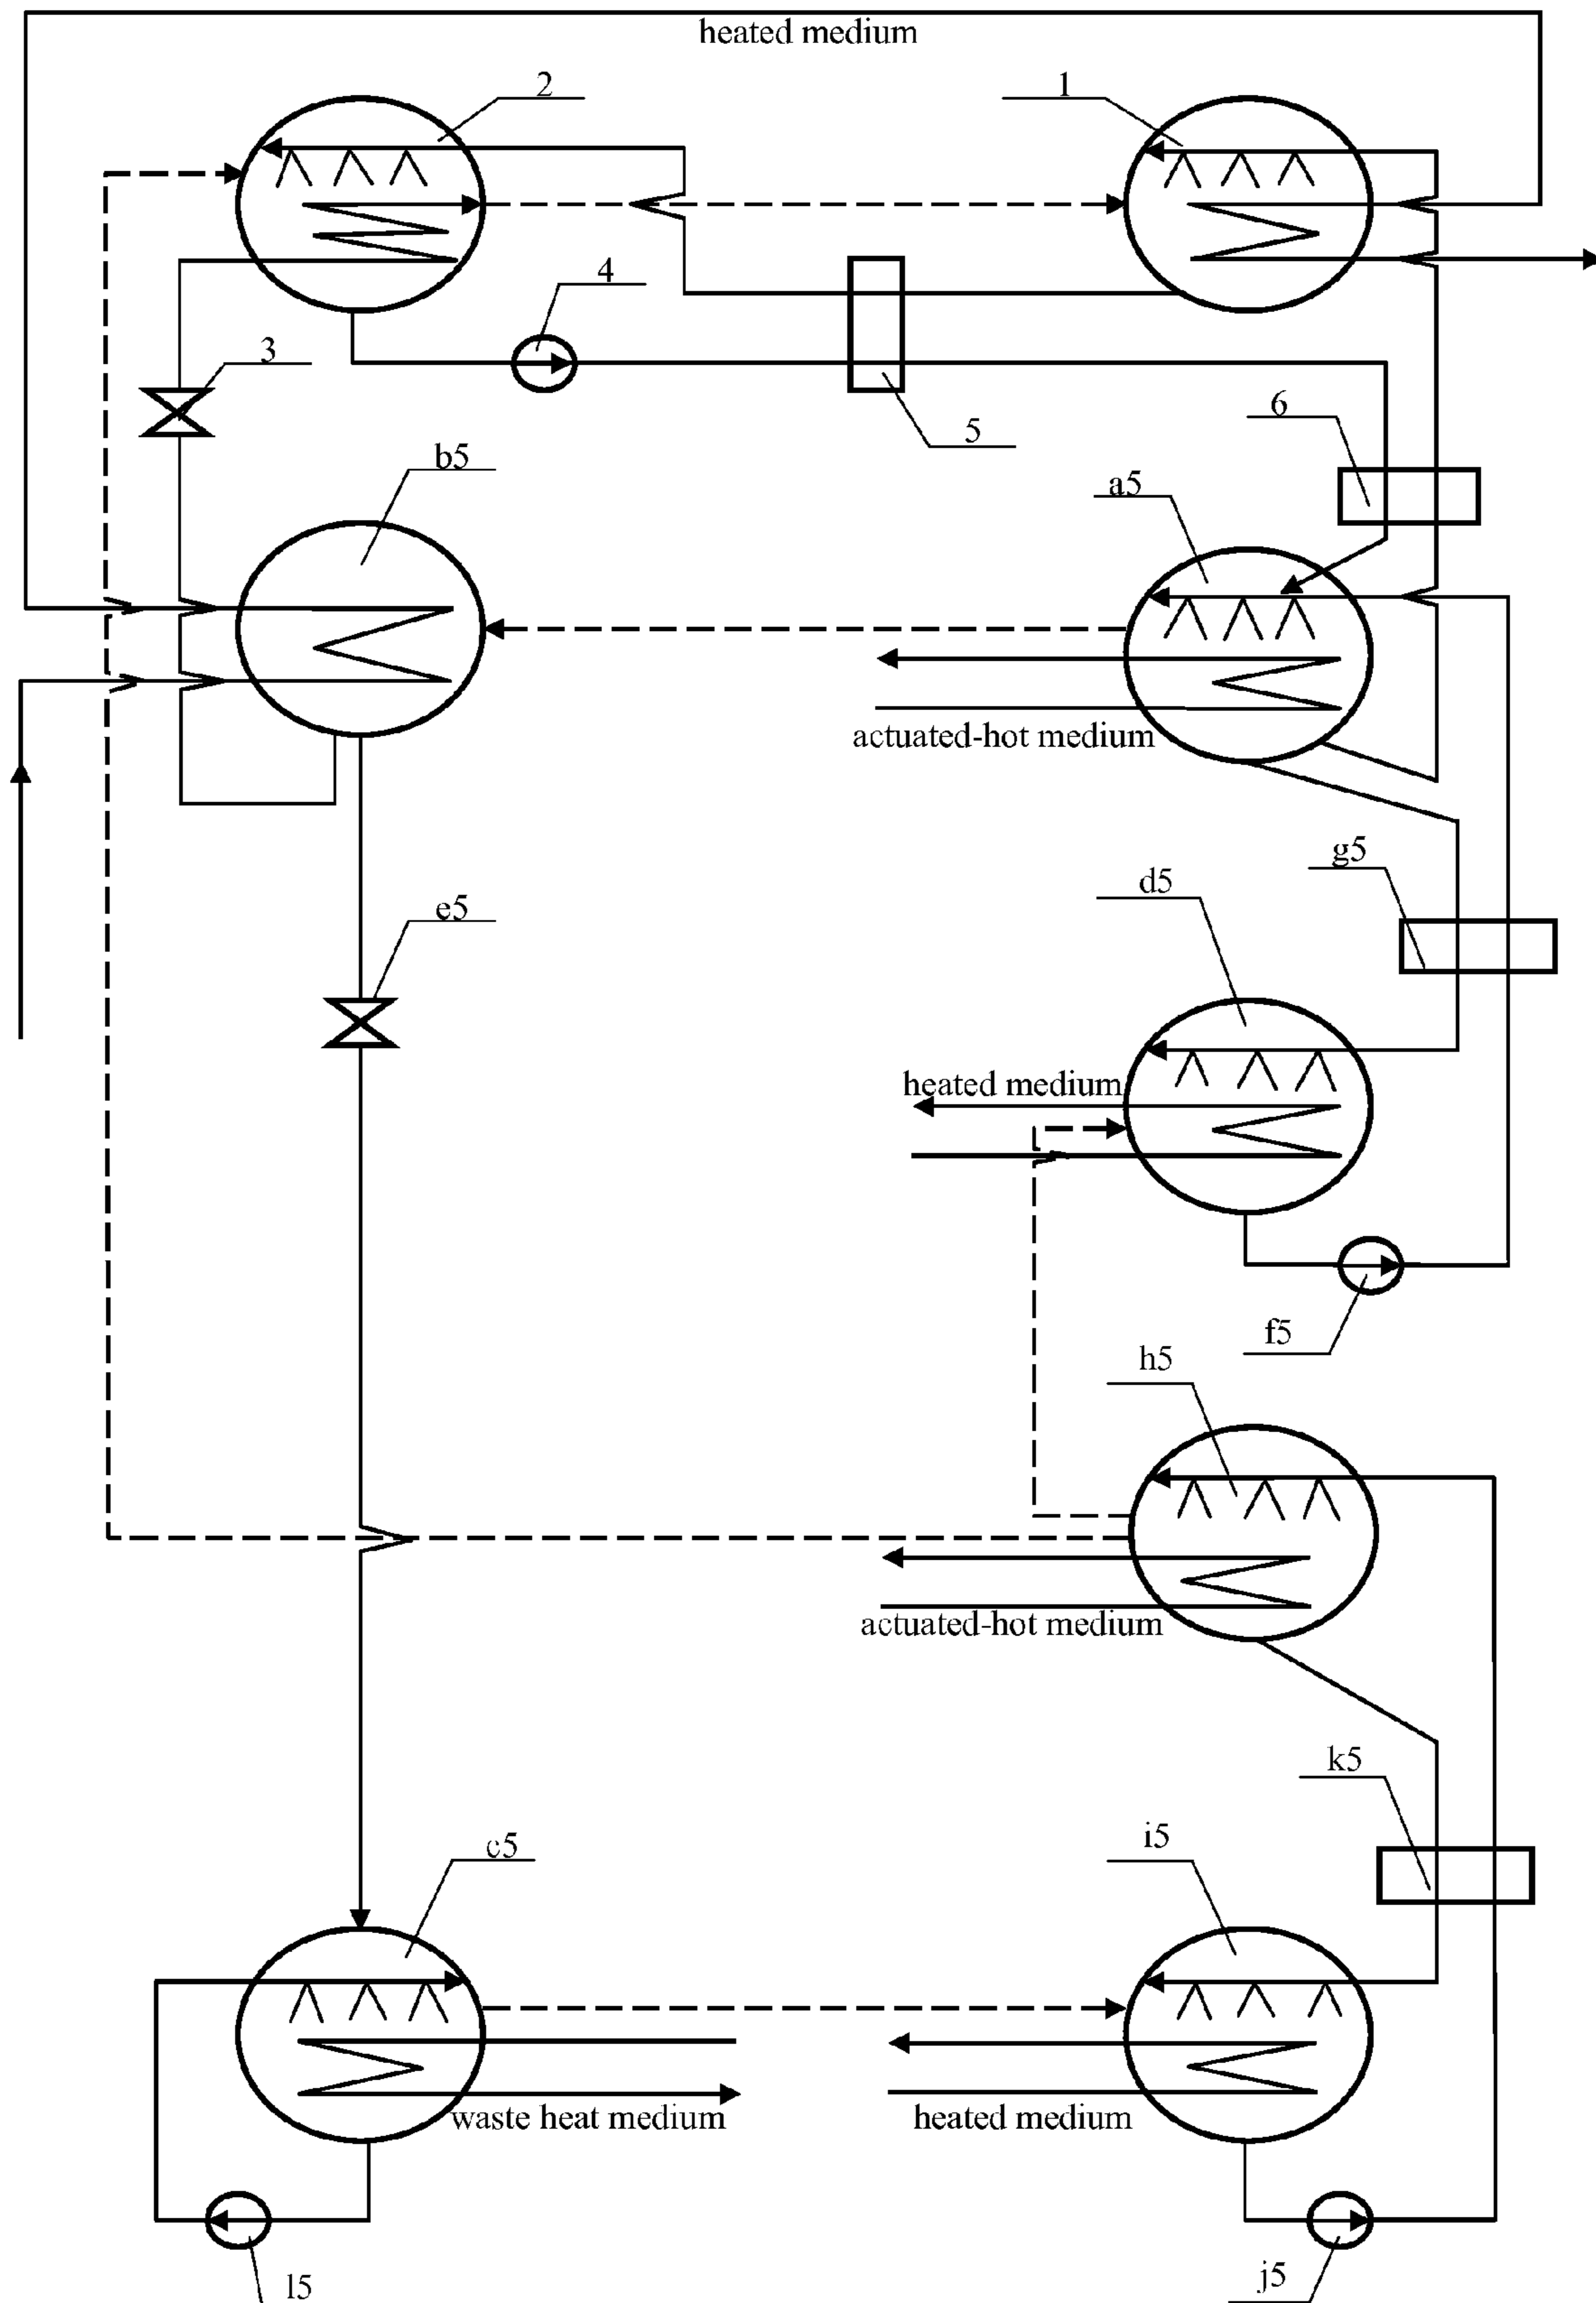 heated medium
2
1
4
3
6
5
b5
a5
actuated-hot medium
g5
d5
e5
heated medium
f5
h5
actuated-hot medium
k5
i5
c5
waste heat medium
heated medium
j5
l5